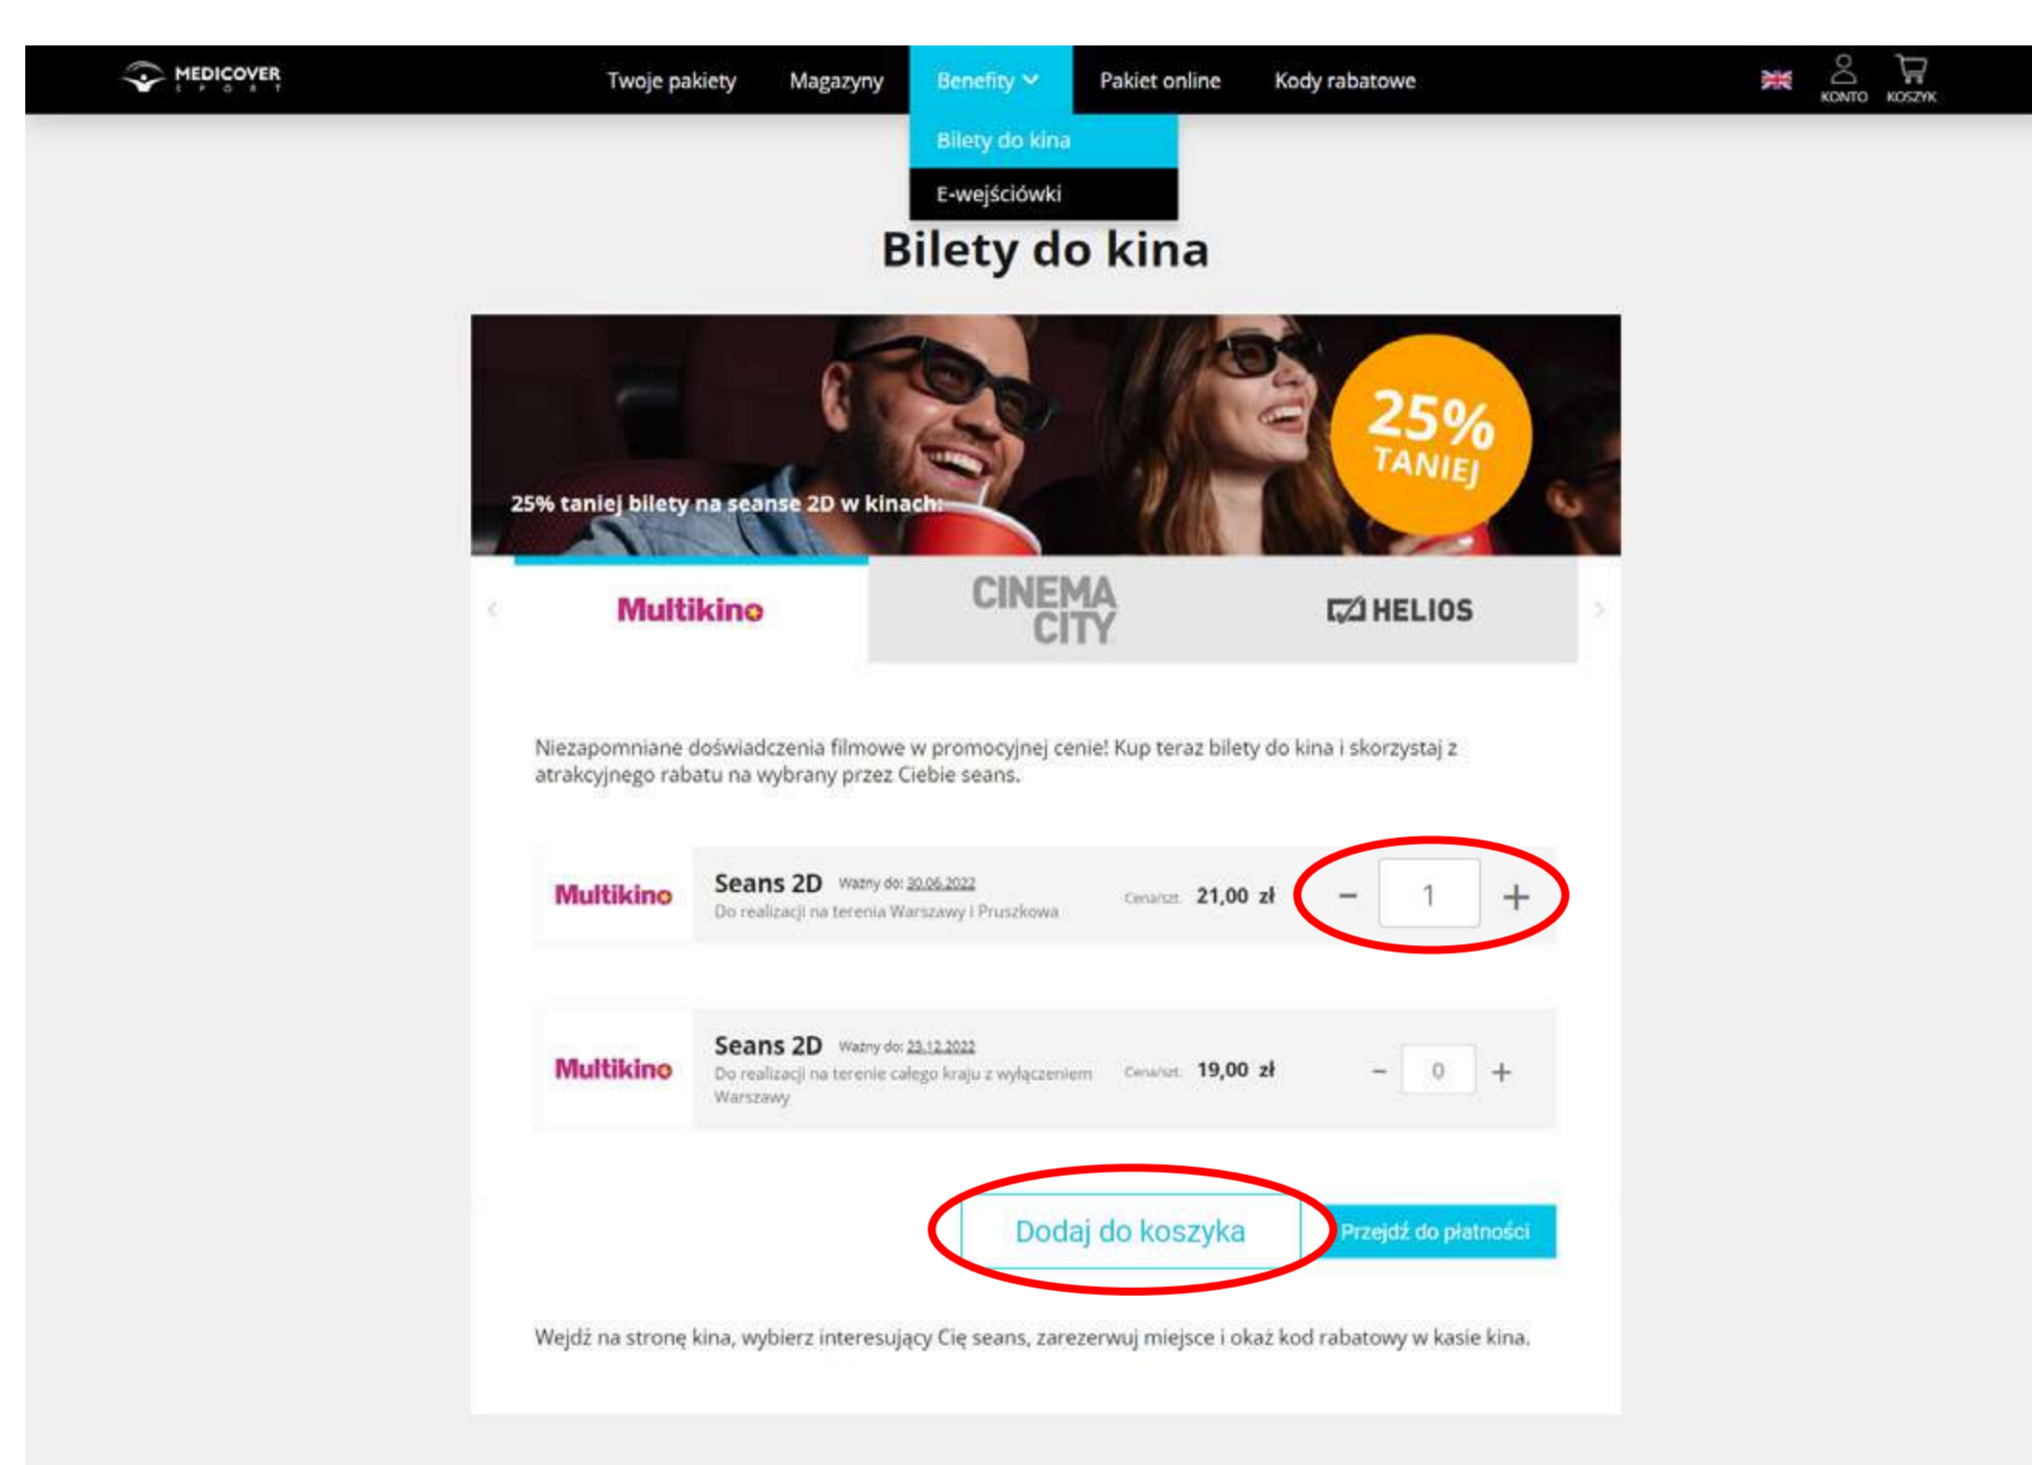 MEDICOVER
SPORT
Twoje pakiety
Magazyny
Benefity
Pakiet online
Kody rabatowe
KONTO
KOSZYK
Bilety do kina
E-wejściówki
Bilety do kina
25%
TANIEJ
25% taniej bilety na seanse 2D w kinach:
Multikino
CINEMA
CITY
HELIOS
Niezapomniane doświadczenia filmowe w promocyjnej cenie! Kup teraz bilety do kina i skorzystaj z
atrakcyjnego rabatu na wybrany przez Ciebie seans.
Multikino
Seans 2D Ważny do: 30.06.2022
Do realizacji na terenia Warszawy i Pruszkowa
Cena/szt. 21,00 zł
− 1 +
Multikino
Seans 2D Ważny do: 23.12.2022
Do realizacji na terenie całego kraju z wyłączeniem
Warszawy
Cena/szt. 19,00 zł
− 0 +
Dodaj do koszyka
Przejdź do płatności
Wejdź na stronę kina, wybierz interesujący Cię seans, zarezerwuj miejsce i okaż kod rabatowy w kasie kina.